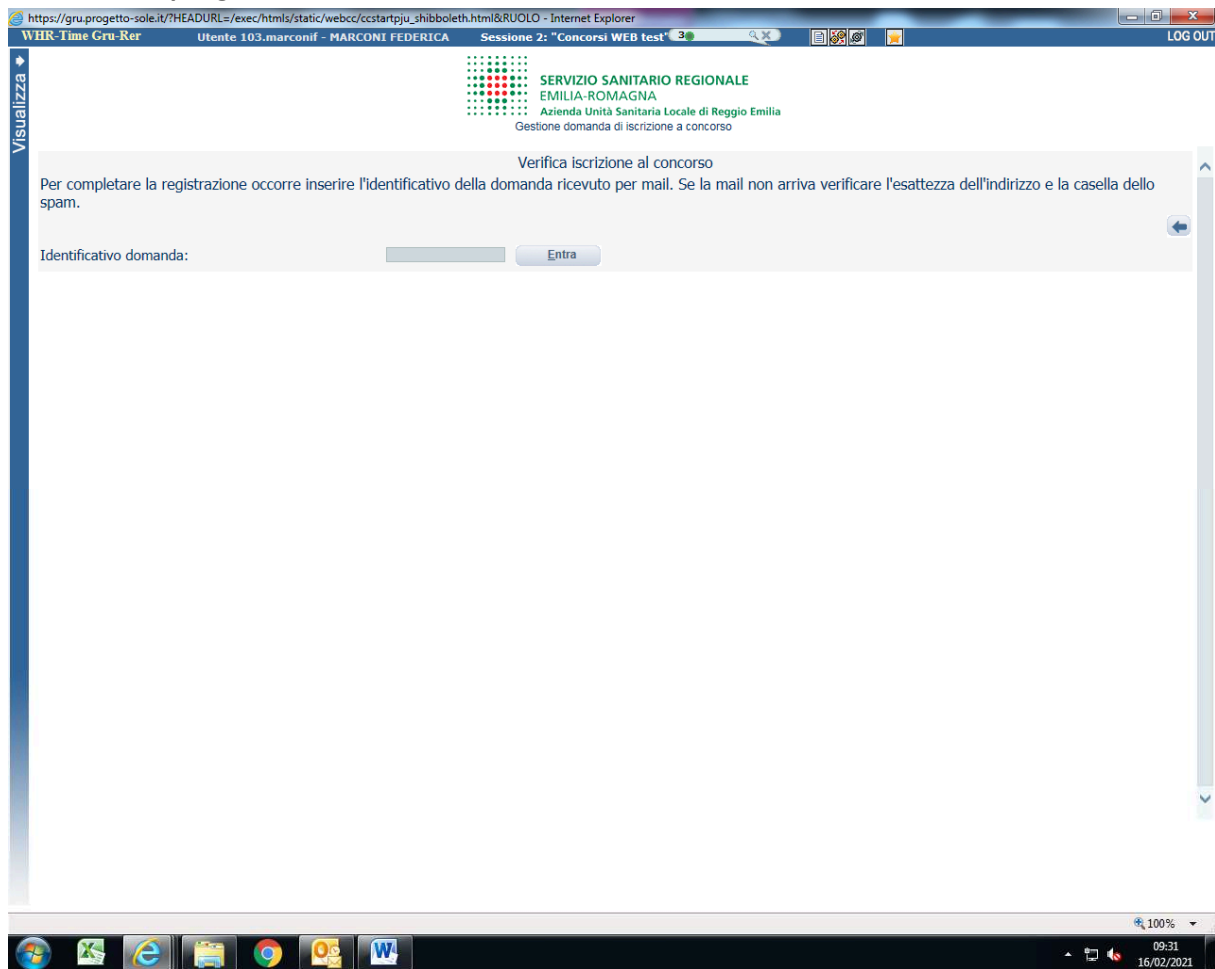 https://gru.progetto-sole.it/?HEADURL=/exec/htmls/static/webcc/ccstartpju_shibboleth.html&RUOLO - Internet Explorer
WHR-Time Gru-Rer Utente 103.marconif - MARCONI FEDERICA Sessione 2: "Concorsi WEB test" 3 LOG OUT
Visualizza
SERVIZIO SANITARIO REGIONALE
EMILIA-ROMAGNA
Azienda Unità Sanitaria Locale di Reggio Emilia
Gestione domanda di iscrizione a concorso
Verifica iscrizione al concorso
Per completare la registrazione occorre inserire l'identificativo della domanda ricevuto per mail. Se la mail non arriva verificare l'esattezza dell'indirizzo e la casella dello
spam.
Identificativo domanda: Entra
100%
09:31
16/02/2021